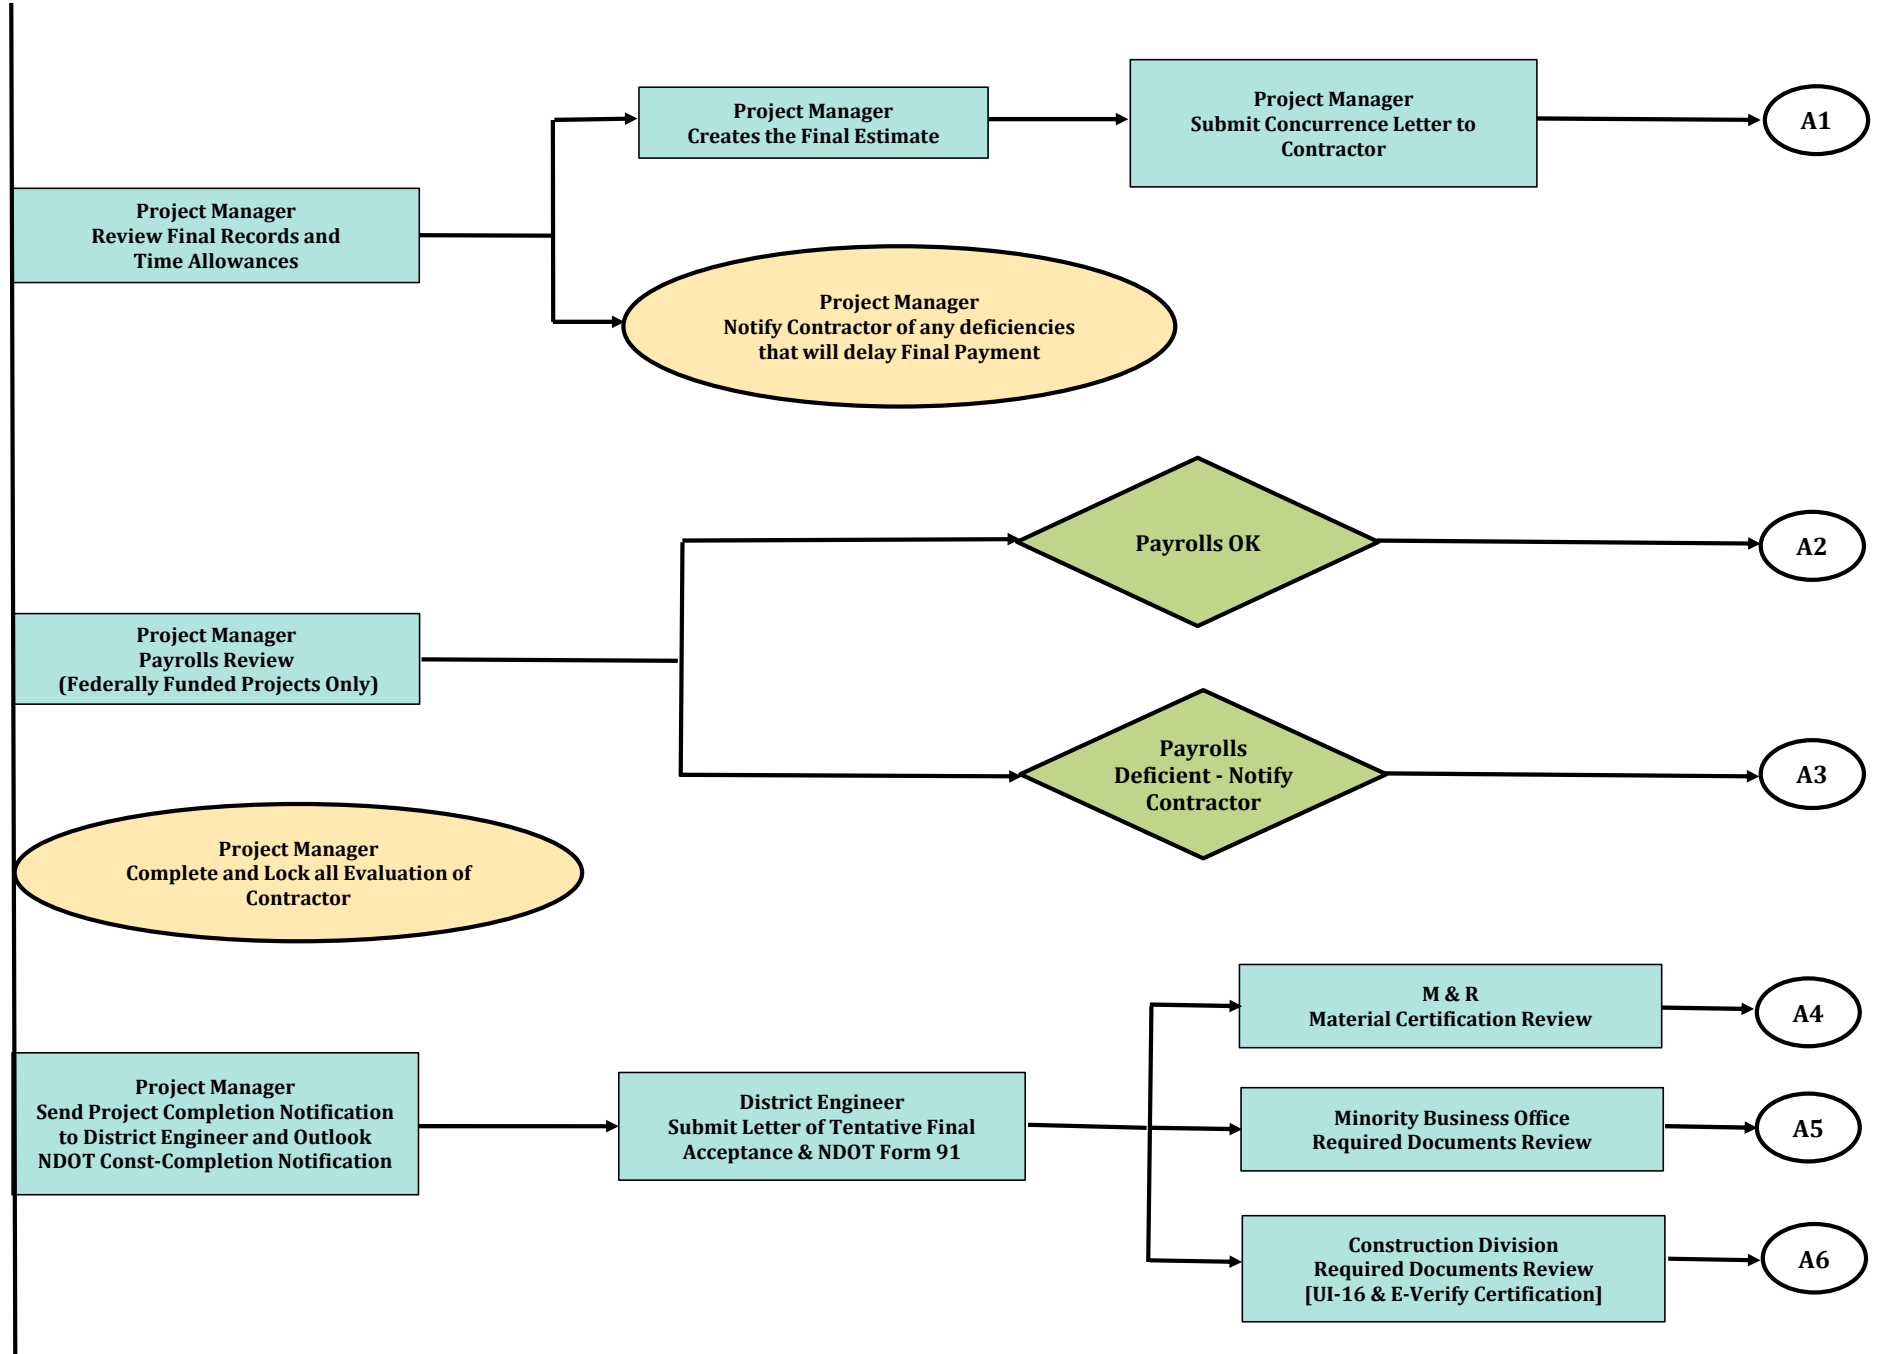 Project Manager
Creates the Final Estimate
Project Manager
Submit Concurrence Letter to
Contractor
A1
Project Manager
Review Final Records and
Time Allowances
Project Manager
Notify Contractor of any deficiencies
that will delay Final Payment
Payrolls OK
A2
Project Manager
Payrolls Review
(Federally Funded Projects Only)
Payrolls
Deficient - Notify
Contractor
A3
Project Manager
Complete and Lock all Evaluation of
Contractor
M & R
Material Certification Review
A4
Project Manager
Send Project Completion Notification
to District Engineer and Outlook
NDOT Const-Completion Notification
District Engineer
Submit Letter of Tentative Final
Acceptance & NDOT Form 91
Minority Business Office
Required Documents Review
A5
Construction Division
Required Documents Review
[UI-16 & E-Verify Certification]
A6